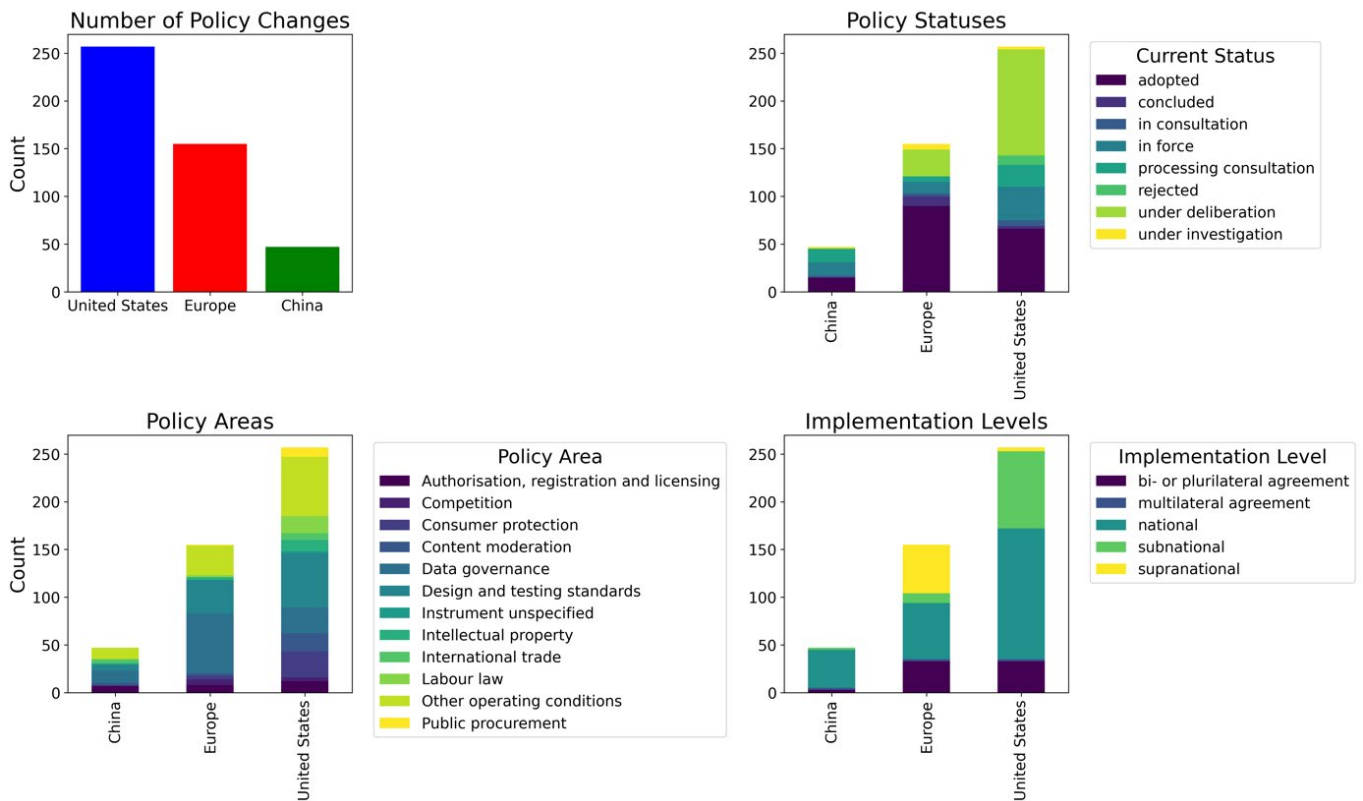 Number of Policy Changes
250
200
150
100
50
0
Count
United States Europe China
Policy Statuses
250
200
150
100
50
0
China
Europe
United States
Current Status
adopted
concluded
in consultation
in force
processing consultation
rejected
under deliberation
under investigation
Policy Areas
250
200
150
100
50
0
Count
China
Europe
United States
Policy Area
Authorisation, registration and licensing
Competition
Consumer protection
Content moderation
Data governance
Design and testing standards
Instrument unspecified
Intellectual property
International trade
Labour law
Other operating conditions
Public procurement
Implementation Levels
250
200
150
100
50
0
China
Europe
United States
Implementation Level
bi- or plurilateral agreement
multilateral agreement
national
subnational
supranational